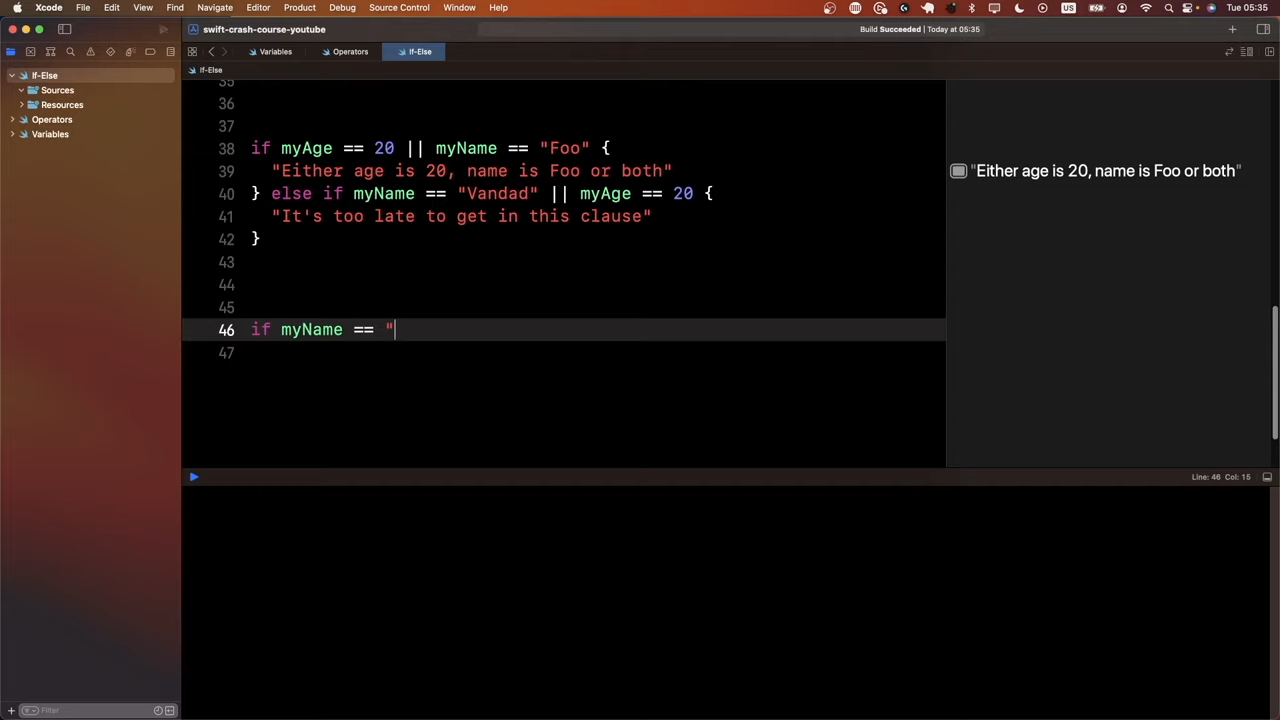 Xcode File Edit View Find Navigate Editor Product Debug Source Control Window Help US Tue 05:35
swift-crash-course-youtube Build Succeeded | Today at 05:35
Variables Operators If-Else
If-Else
If-Else
Sources
Resources
Operators
Variables
35
36
37
38 if myAge == 20 || myName == "Foo" {
39 "Either age is 20, name is Foo or both"
40 } else if myName == "Vandad" || myAge == 20 {
41 "It's too late to get in this clause"
42 }
43
44
45
46 if myName == "
47
"Either age is 20, name is Foo or both"
Line: 46 Col: 15
Filter